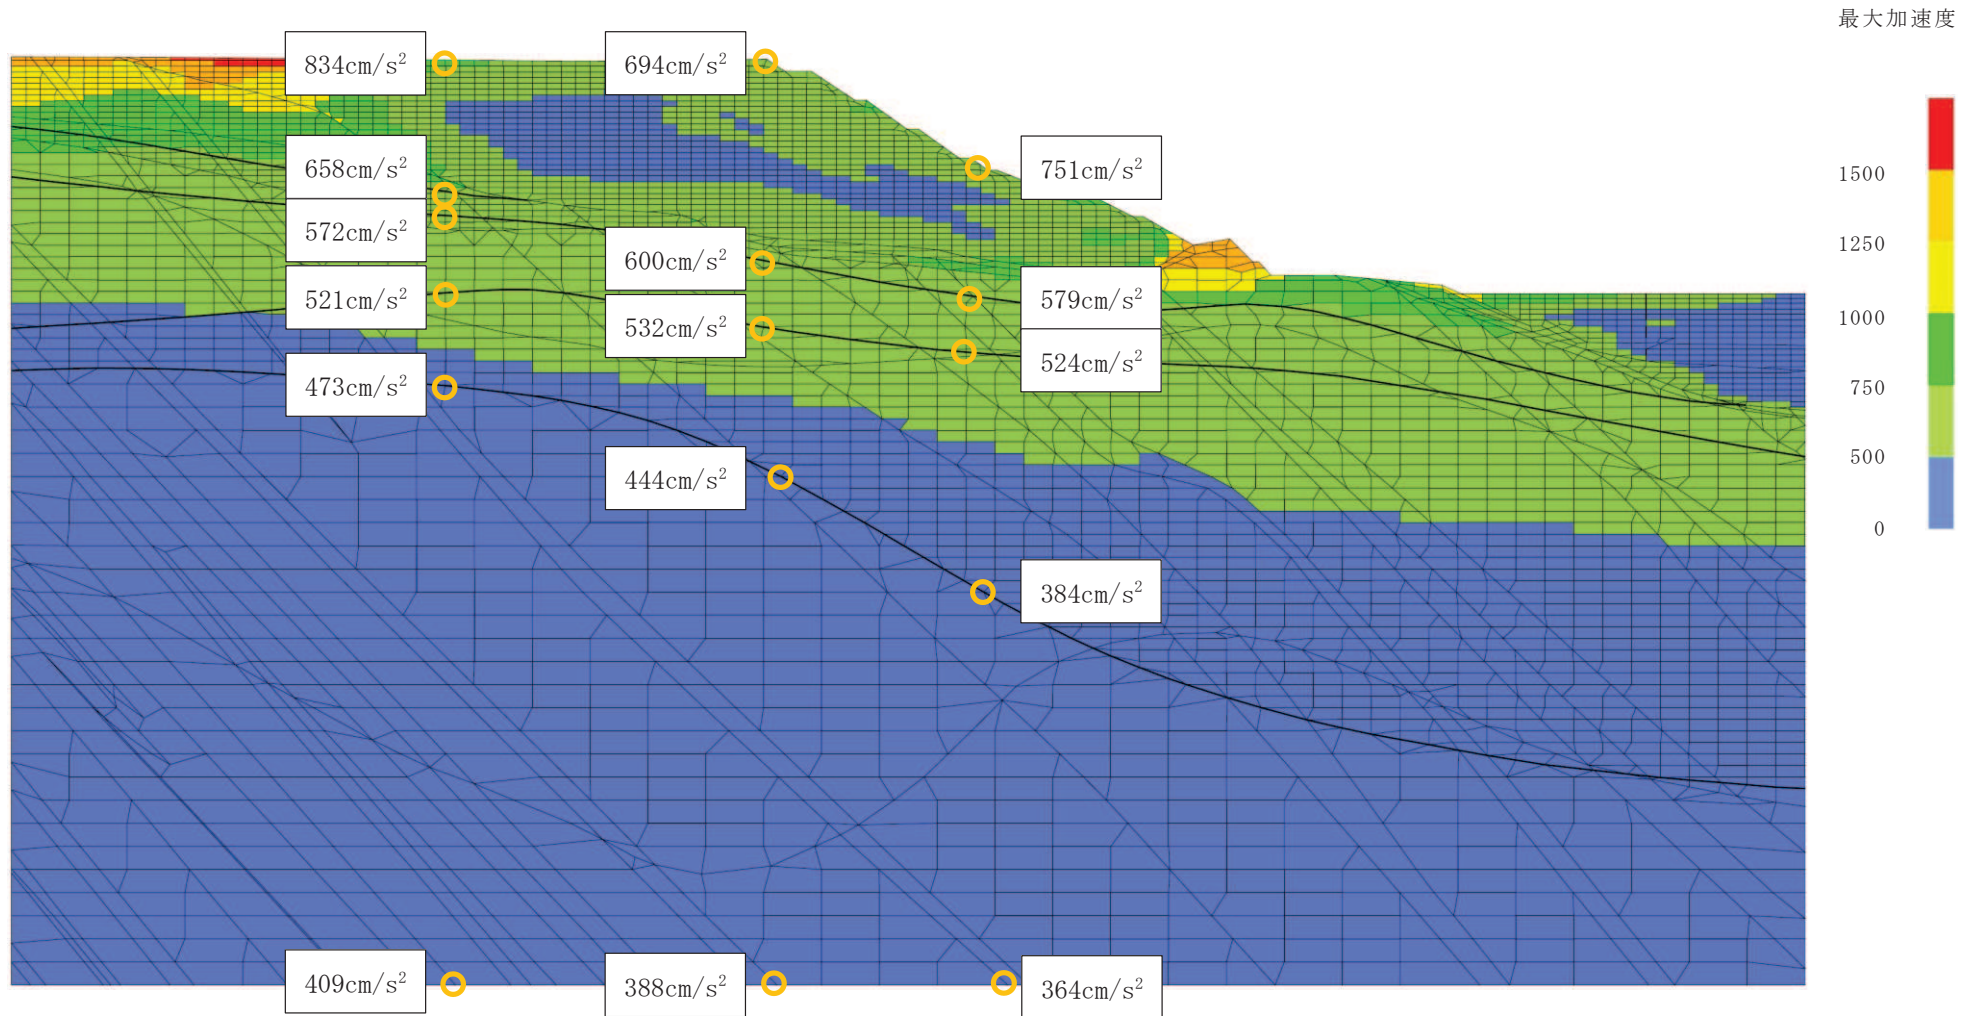 最大加速度
834cm/s²
694cm/s²
658cm/s²
751cm/s²
572cm/s²
600cm/s²
521cm/s²
579cm/s²
532cm/s²
524cm/s²
473cm/s²
444cm/s²
384cm/s²
409cm/s²
388cm/s²
364cm/s²
1500
1250
1000
750
500
0